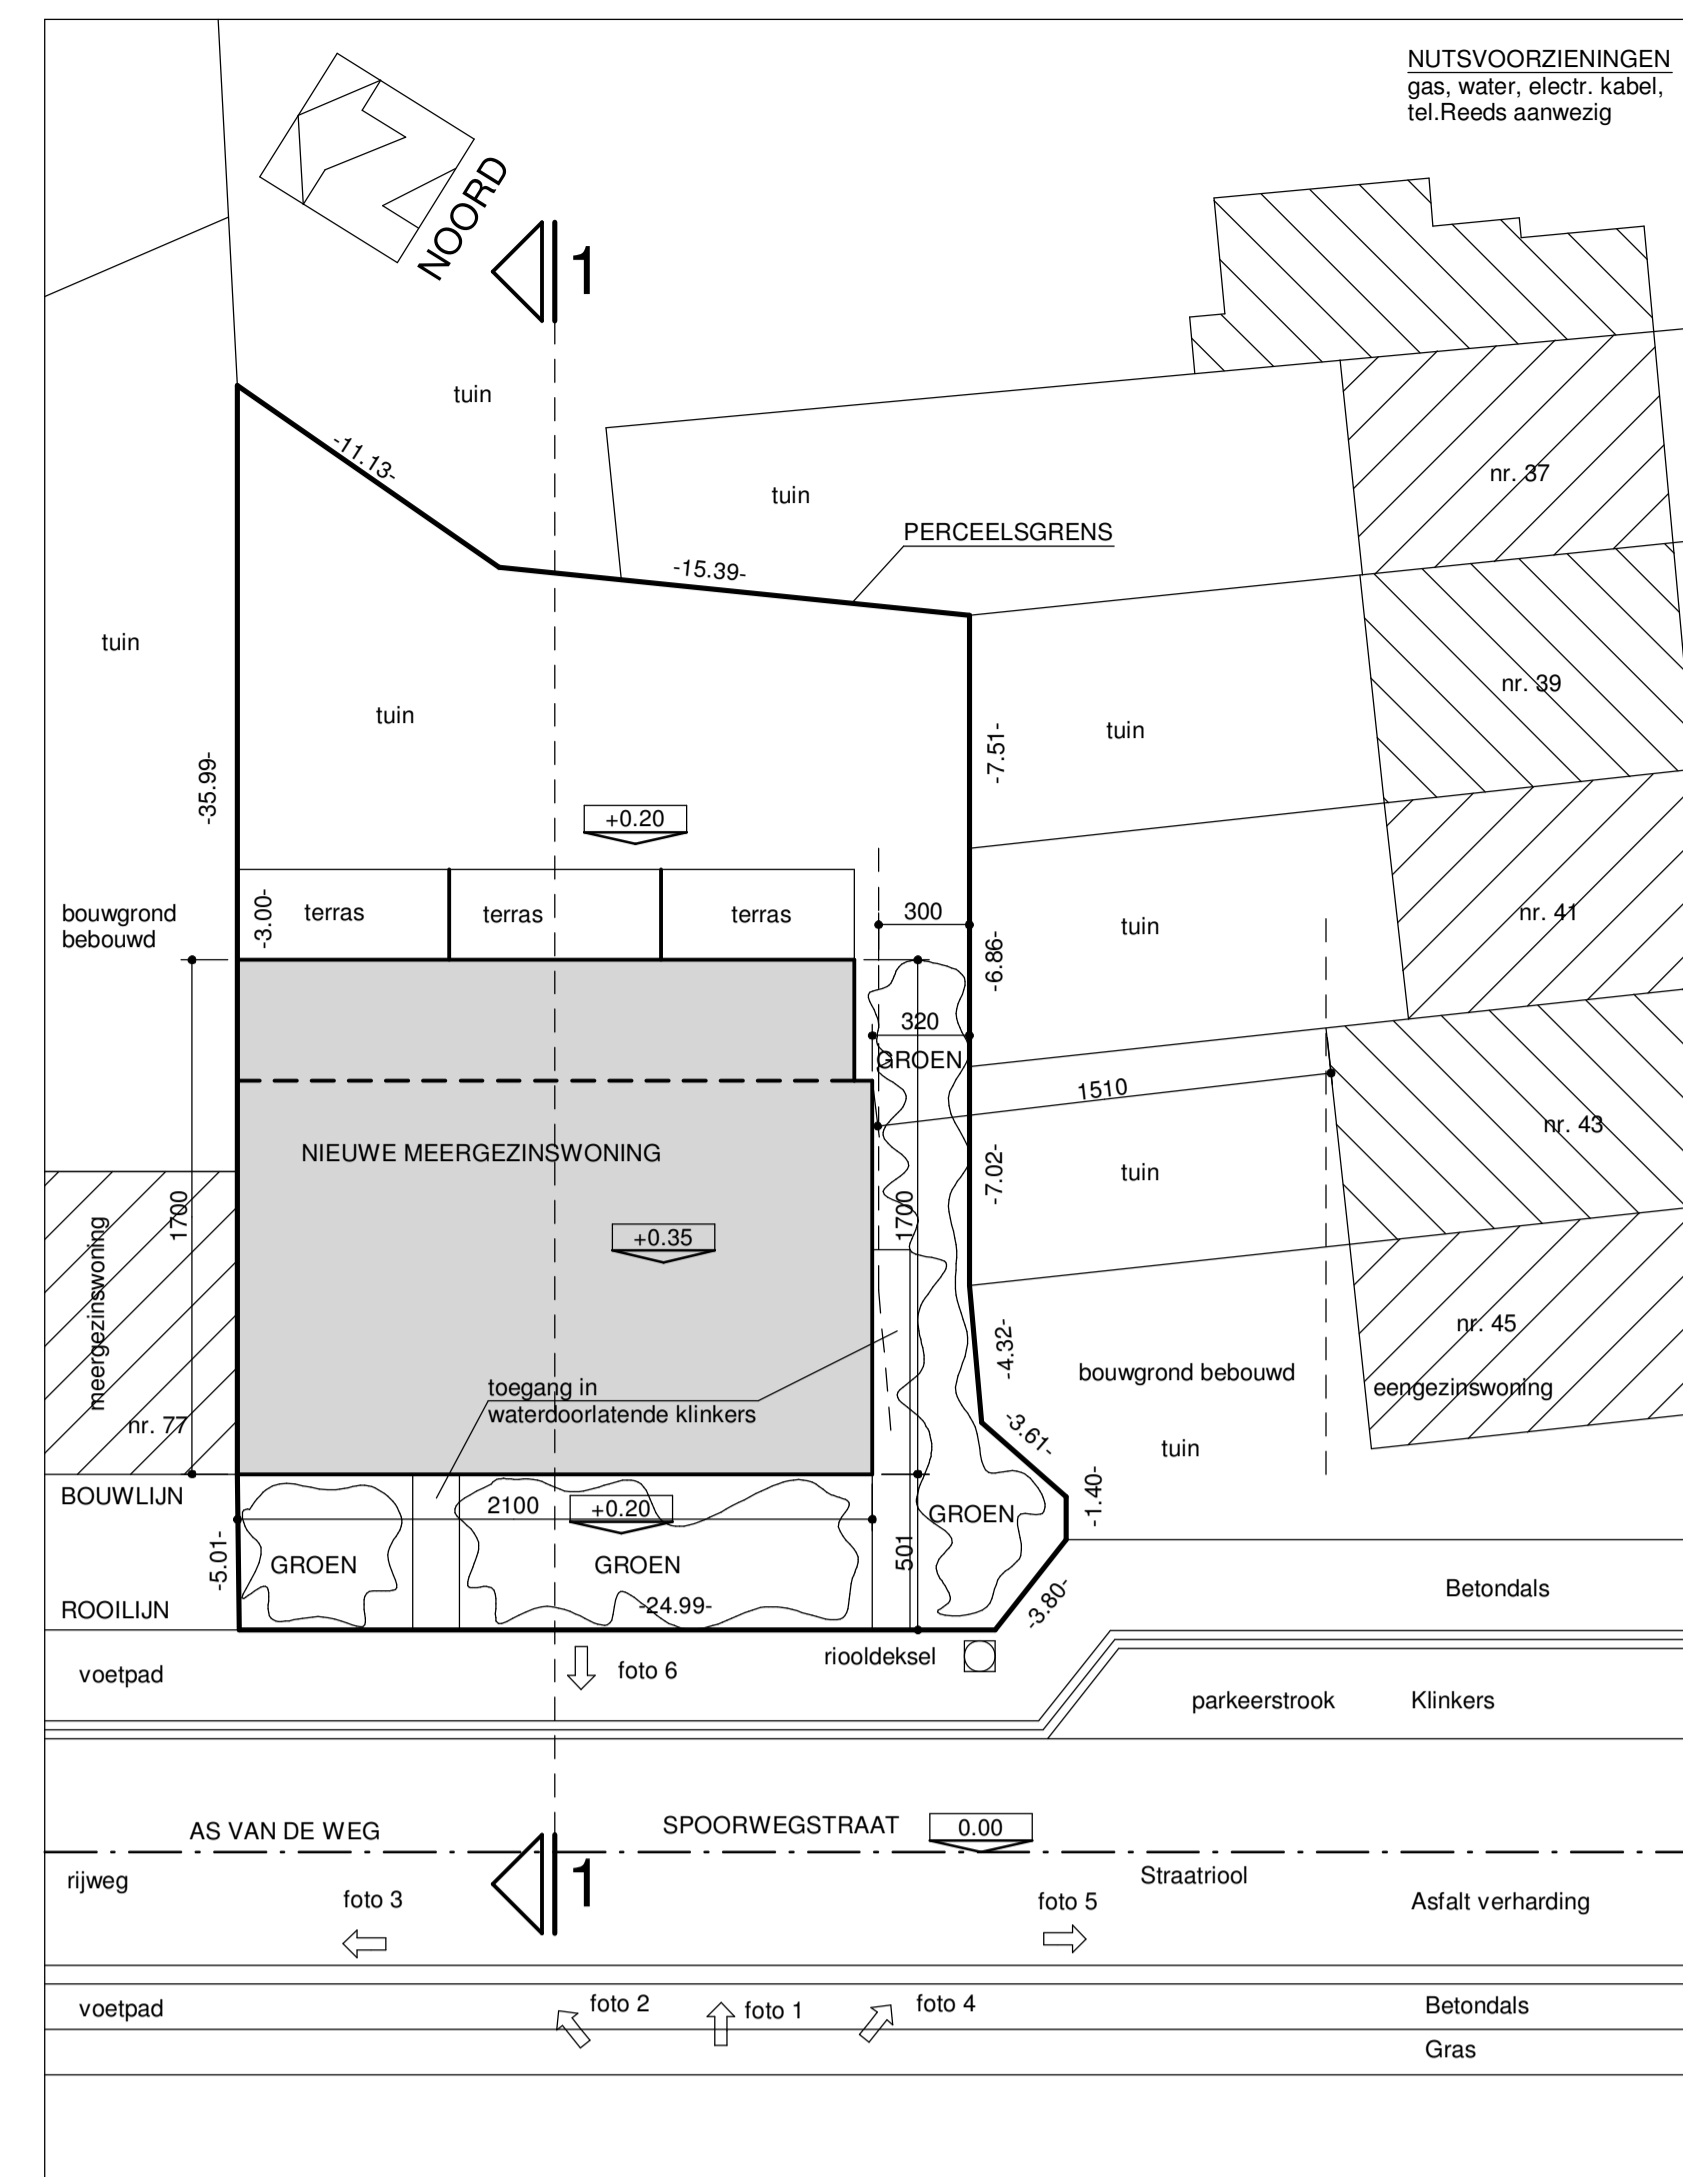 NUTSVOORZIENINGEN
gas, water, electr. kabel,
tel.Reeds aanwezig
NOORD
1
tuin
-11.13-
tuin
nr. 37
PERCEELSGRENS
-15.39-
tuin
nr. 39
tuin
tuin
-7.51-
-35.99-
+0.20
bouwgrond
bebouwd
-3.00-
terras
terras
terras
300
tuin
nr. 41
-6.86-
320
GROEN
1510
nr. 43
NIEUWE MEERGEZINSWONING
tuin
-7.02-
1700
1700
+0.35
meergezinswoning
nr. 77
-4.32-
nr. 45
bouwgrond bebouwd
eengezinswoning
toegang in
waterdoorlatende klinkers
-3.61-
tuin
BOUWLIJN
2100
+0.20
GROEN
-1.40-
-5.01-
GROEN
GROEN
501
Betondals
ROOILIJN
-24.99-
-3.80-
voetpad
foto 6
riooldeksel
parkeerstrook
Klinkers
AS VAN DE WEG
SPOORWEGSTRAAT
0.00
rijweg
1
Straatriool
foto 3
foto 5
Asfalt verharding
voetpad
foto 2
foto 1
foto 4
Betondals
Gras